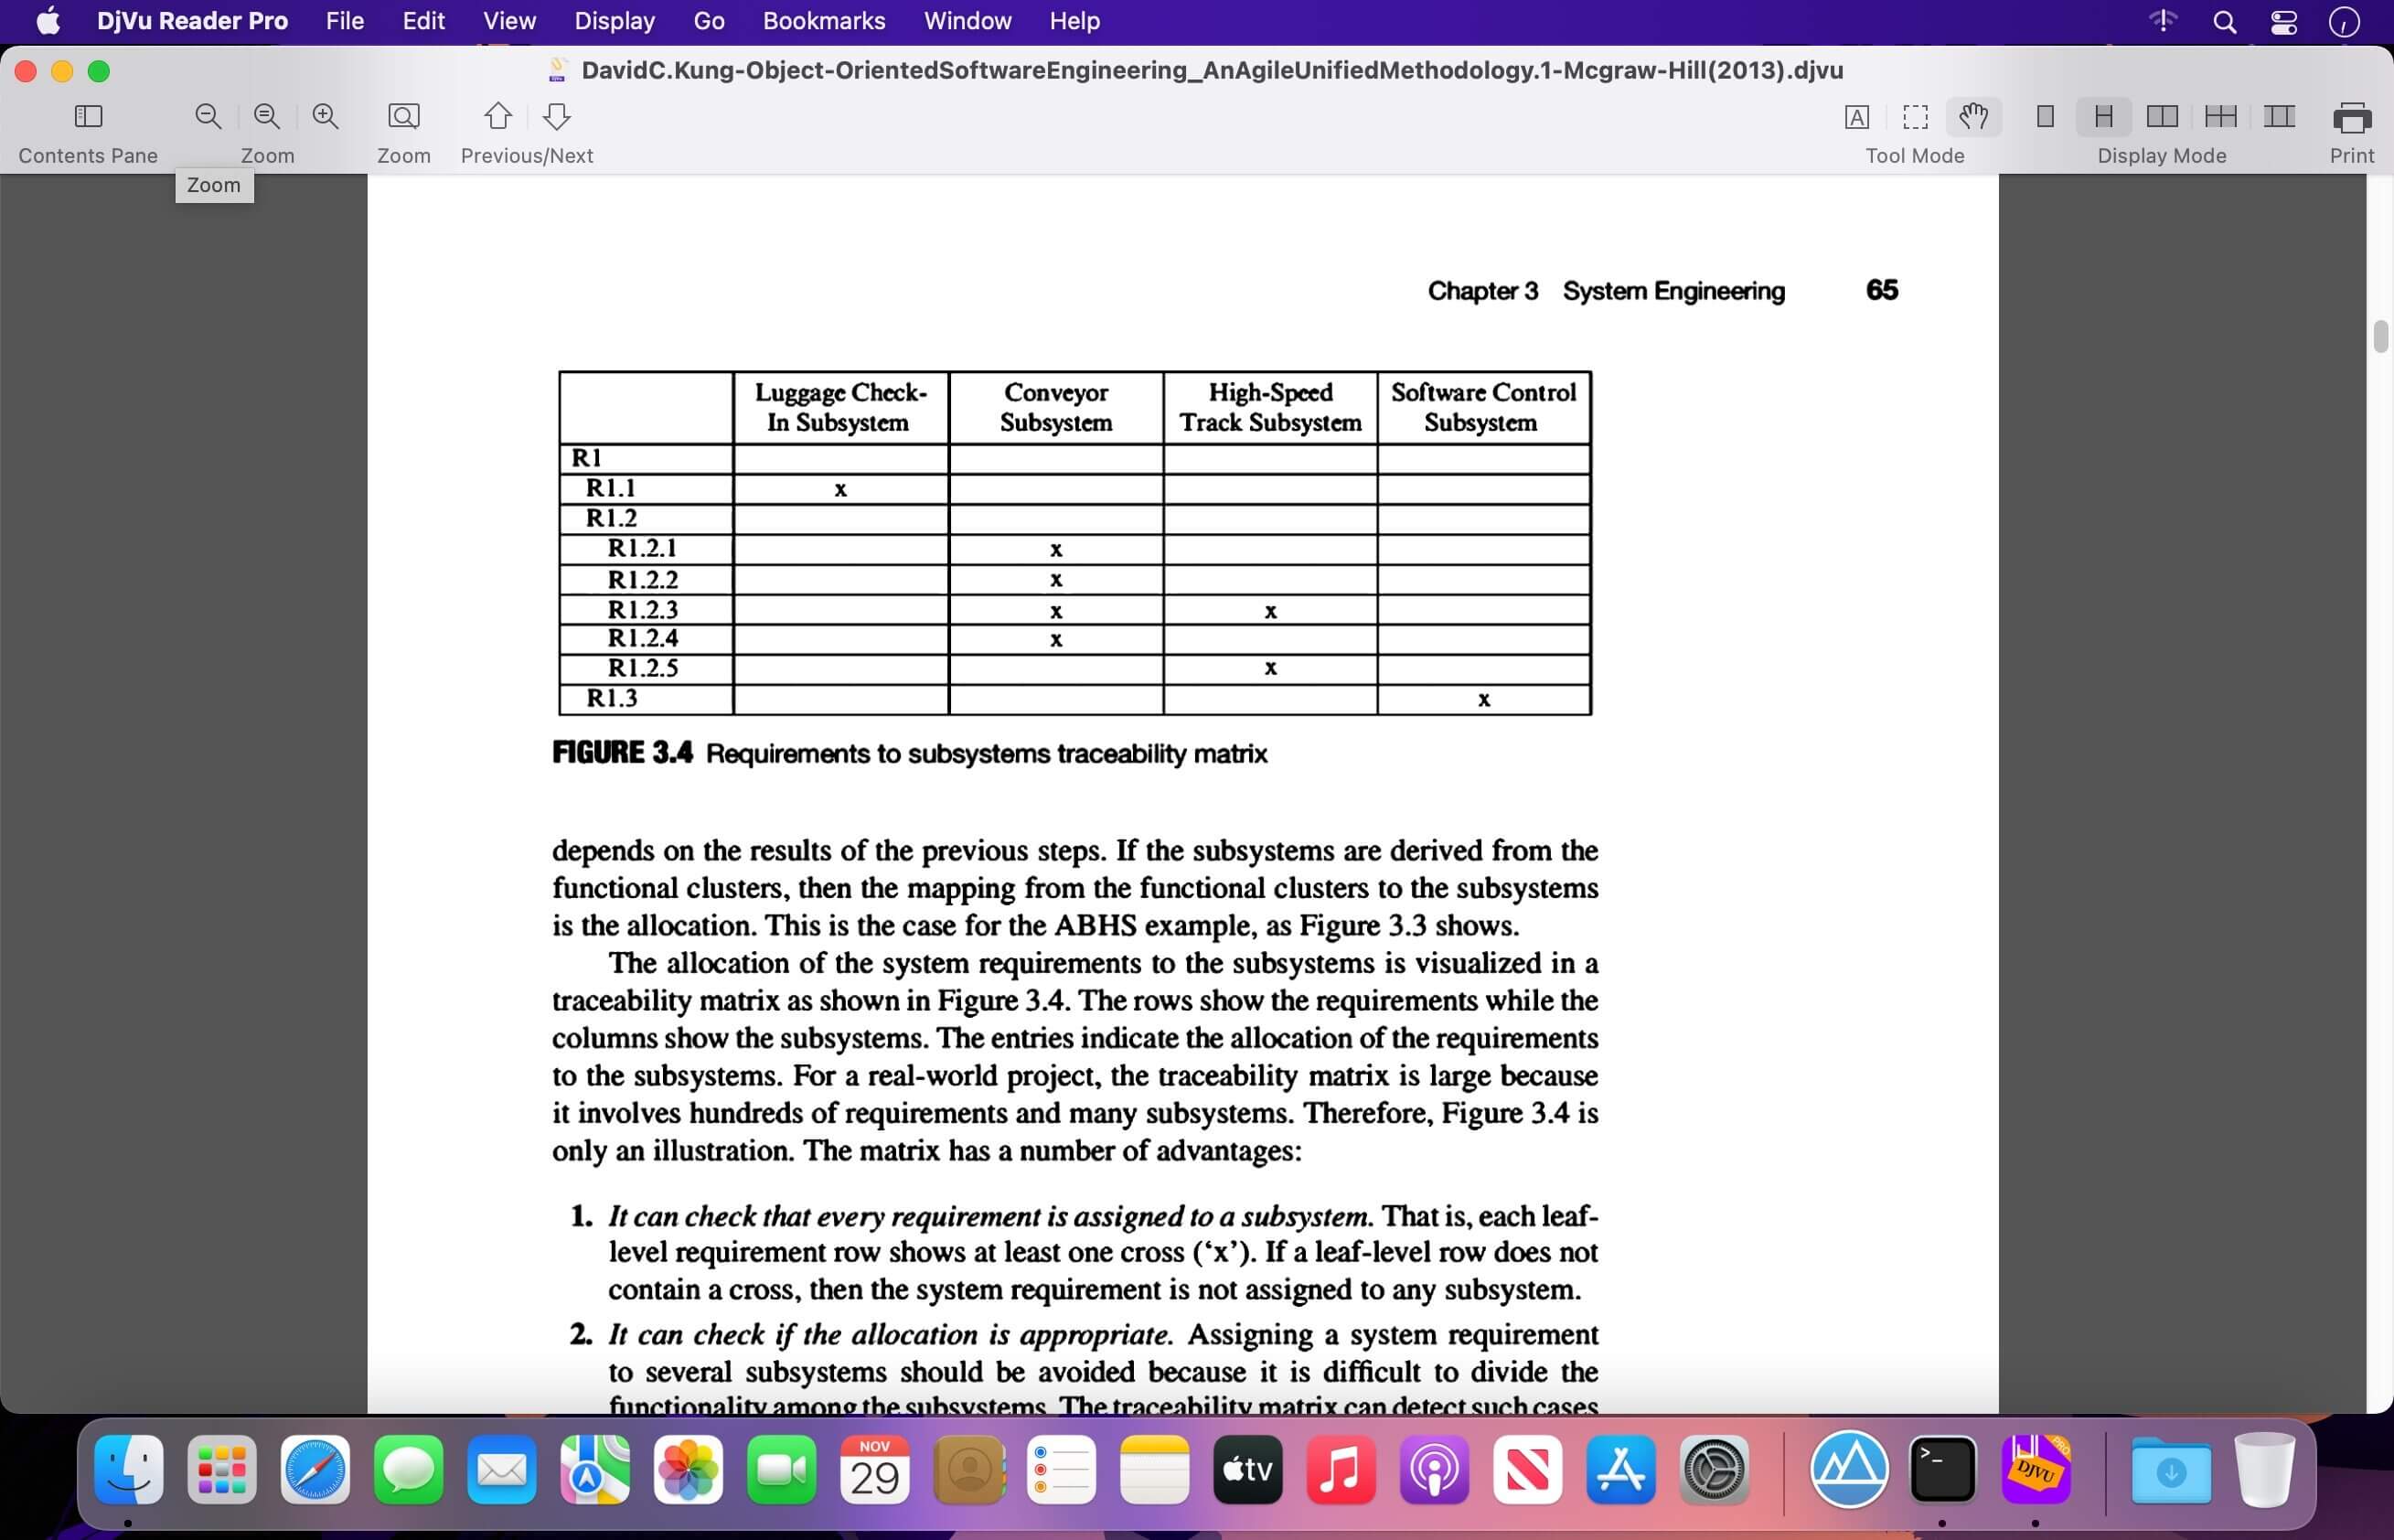 DjVu Reader Pro File Edit View Display Go Bookmarks Window Help
DavidC.Kung-Object-OrientedSoftwareEngineering_AnAgileUnifiedMethodology.1-Mcgraw-Hill(2013).djvu
A
Contents Pane Zoom Zoom Previous/Next Tool Mode Display Mode Print
Zoom
Chapter 3 System Engineering 65
Luggage Check- Conveyor High-Speed Software Control
In Subsystem Subsystem Track Subsystem Subsystem
R1
R1.1 x
R1.2
R1.2.1 x
R1.2.2 x
R1.2.3 x x
R1.2.4 x
R1.2.5 x
R1.3 x
FIGURE 3.4 Requirements to subsystems traceability matrix
depends on the results of the previous steps. If the subsystems are derived from the
functional clusters, then the mapping from the functional clusters to the subsystems
is the allocation. This is the case for the ABHS example, as Figure 3.3 shows.
The allocation of the system requirements to the subsystems is visualized in a
traceability matrix as shown in Figure 3.4. The rows show the requirements while the
columns show the subsystems. The entries indicate the allocation of the requirements
to the subsystems. For a real-world project, the traceability matrix is large because
it involves hundreds of requirements and many subsystems. Therefore, Figure 3.4 is
only an illustration. The matrix has a number of advantages:
1. It can check that every requirement is assigned to a subsystem. That is, each leaf-
level requirement row shows at least one cross (‘x’). If a leaf-level row does not
contain a cross, then the system requirement is not assigned to any subsystem.
2. It can check if the allocation is appropriate. Assigning a system requirement
to several subsystems should be avoided because it is difficult to divide the
functionality among the subsystems. The traceability matrix can detect such cases
NOV
29
tv
>_
PRO
DJVU